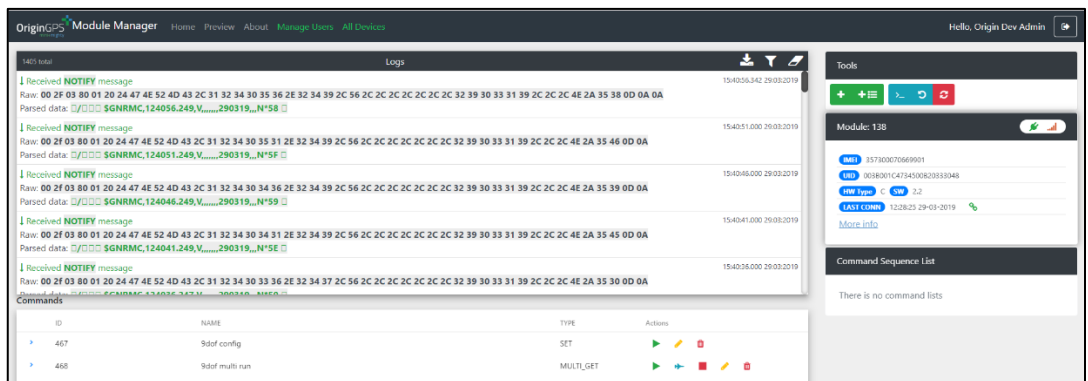 OriginGPS Module Manager Home Preview About Manage Users All Devices Hello, Origin Dev Admin
1405 total Logs
Received NOTIFY message 15:40:56.342 29:03:2019
Raw: 00 2F 03 80 01 20 24 47 4E 52 4D 43 2C 31 32 34 30 35 36 2E 32 34 39 2C 56 2C 2C 2C 2C 2C 2C 2C 32 39 30 33 31 39 2C 2C 2C 4E 2A 35 38 0D 0A 0A
Parsed data: □/□□□ $GNRMC,124056.249,V,,,,,,,290319,,,N*58 □
Received NOTIFY message 15:40:51.000 29:03:2019
Raw: 00 2F 03 80 01 20 24 47 4E 52 4D 43 2C 31 32 34 30 35 31 2E 32 34 39 2C 56 2C 2C 2C 2C 2C 2C 2C 32 39 30 33 31 39 2C 2C 2C 4E 2A 35 46 0D 0A
Parsed data: □/□□□ $GNRMC,124051.249,V,,,,,,,290319,,,N*5F □
Received NOTIFY message 15:40:46.000 29:03:2019
Raw: 00 2F 03 80 01 20 24 47 4E 52 4D 43 2C 31 32 34 30 34 36 2E 32 34 39 2C 56 2C 2C 2C 2C 2C 2C 2C 32 39 30 33 31 39 2C 2C 2C 4E 2A 35 39 0D 0A
Parsed data: □/□□□ $GNRMC,124046.249,V,,,,,,,290319,,,N*59 □
Received NOTIFY message 15:40:41.000 29:03:2019
Raw: 00 2F 03 80 01 20 24 47 4E 52 4D 43 2C 31 32 34 30 34 31 2E 32 34 39 2C 56 2C 2C 2C 2C 2C 2C 2C 32 39 30 33 31 39 2C 2C 2C 4E 2A 35 45 0D 0A
Parsed data: □/□□□ $GNRMC,124041.249,V,,,,,,,290319,,,N*5E □
Received NOTIFY message 15:40:36.000 29:03:2019
Raw: 00 2F 03 80 01 20 24 47 4E 52 4D 43 2C 31 32 34 30 33 36 2E 32 34 37 2C 56 2C 2C 2C 2C 2C 2C 2C 32 39 30 33 31 39 2C 2C 2C 4E 2A 35 30 0D 0A
Commands
ID NAME TYPE Actions
467 9dof config SET
468 9dof multi run MULTI_GET
Tools
Module: 138
IMEI 357300070669901
UID 003B001C4734500820333048
HW Type C SW 2.2
LAST CONN 12:28:25 29-03-2019
More info
Command Sequence List
There is no command lists